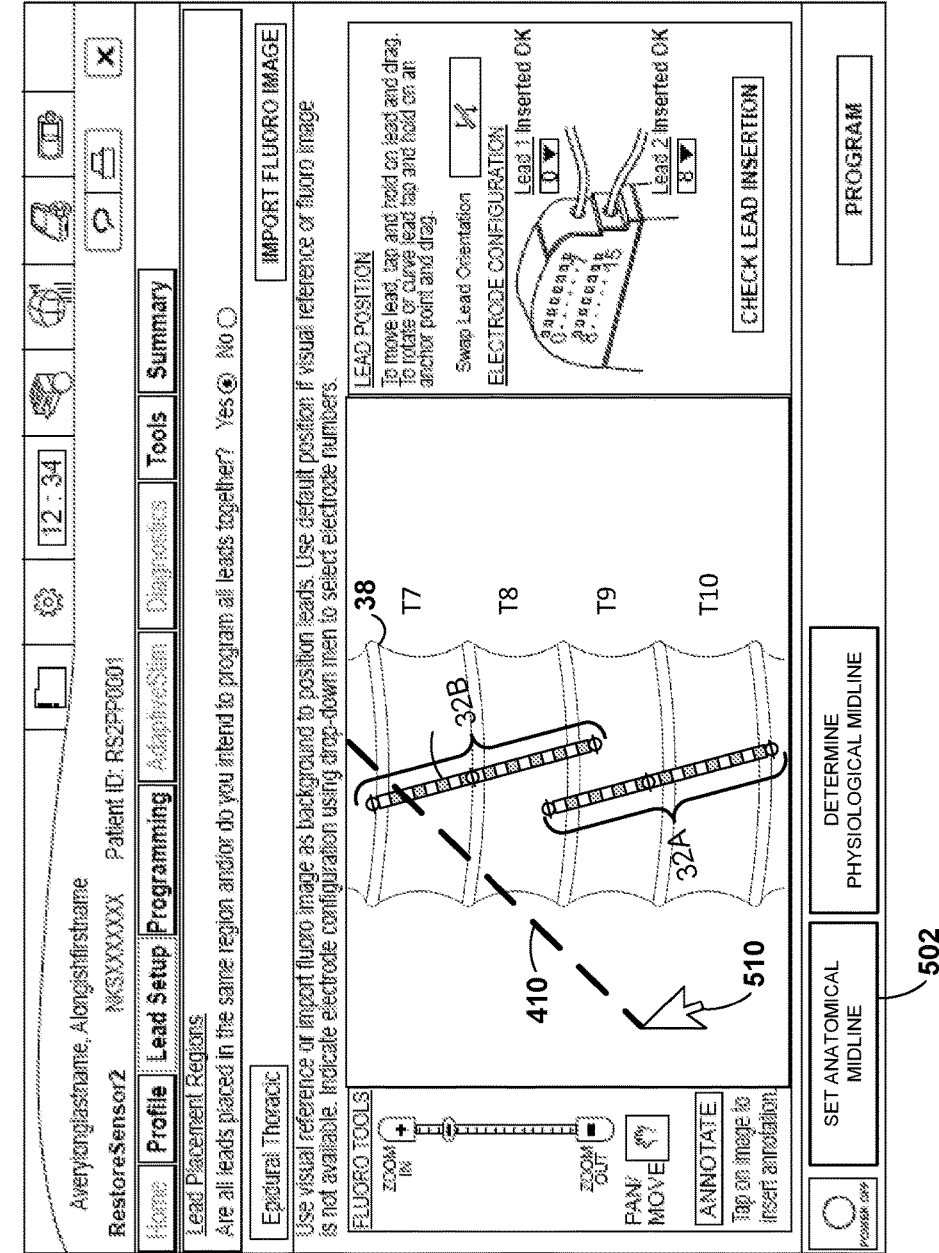 12 : 34
Averylonglastname, Alongishfirstname
RestoreSensor2 NKSXXXXXX Patient ID: RS2PP0001
X
Home Profile Lead Setup Programming AdaptiveStim Diagnostics Tools Summary
Lead Placement Regions
Are all leads placed in the same region and/or do you intend to program all leads together? Yes No
Epidural Thoracic
IMPORT FLUORO IMAGE
Use visual reference or import fluoro image as background to position leads. Use default position if visual reference or fluoro image
is not available. Indicate electrode configuration using drop-down men to select electrode numbers.
FLUORO TOOLS
ZOOM
IN
ZOOM
OUT
PAN/
MOVE
ANNOTATE
Tap on image to
insert annotation
410
510
32A
32B
38
T7
T8
T9
T10
LEAD POSITION
To move lead, tap and hold on lead and drag.
To rotate or curve lead tap and hold on an
anchor point and drag.
Swap Lead Orientation
ELECTRODE CONFIGURATION
Lead 1 Inserted OK
0
0.......7
8.......15
Lead 2 Inserted OK
8
CHECK LEAD INSERTION
POWER OFF
SET ANATOMICAL
MIDLINE
DETERMINE
PHYSIOLOGICAL MIDLINE
PROGRAM
502